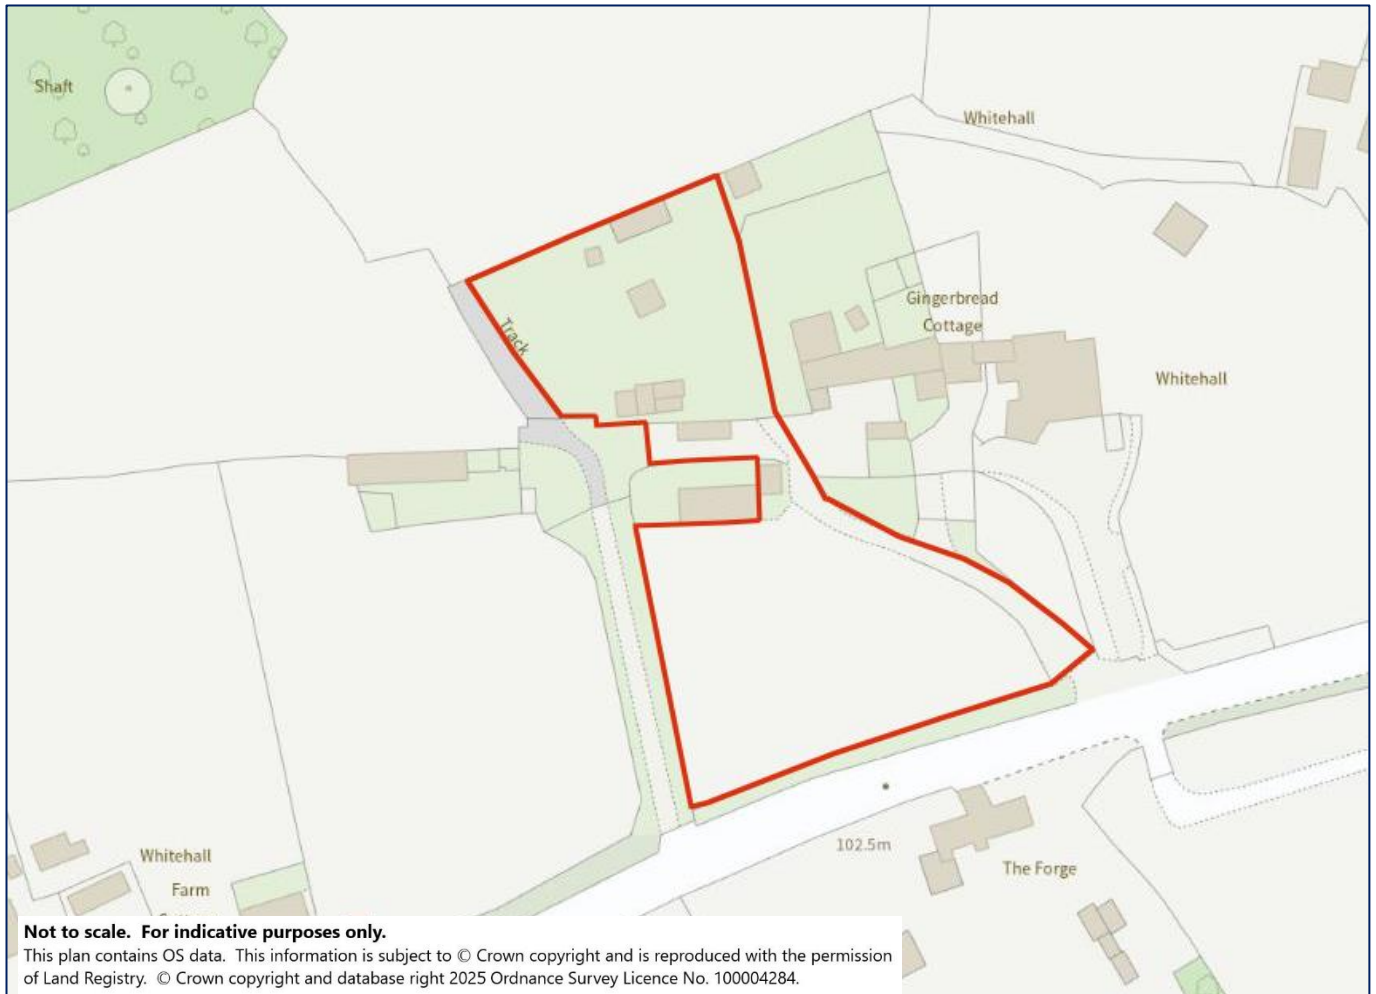 Shaft
Whitehall
Track
Gingerbread
Cottage
Whitehall
102.5m
The Forge
Whitehall
Farm
Not to scale. For indicative purposes only.
This plan contains OS data. This information is subject to © Crown copyright and is reproduced with the permission
of Land Registry. © Crown copyright and database right 2025 Ordnance Survey Licence No. 100004284.